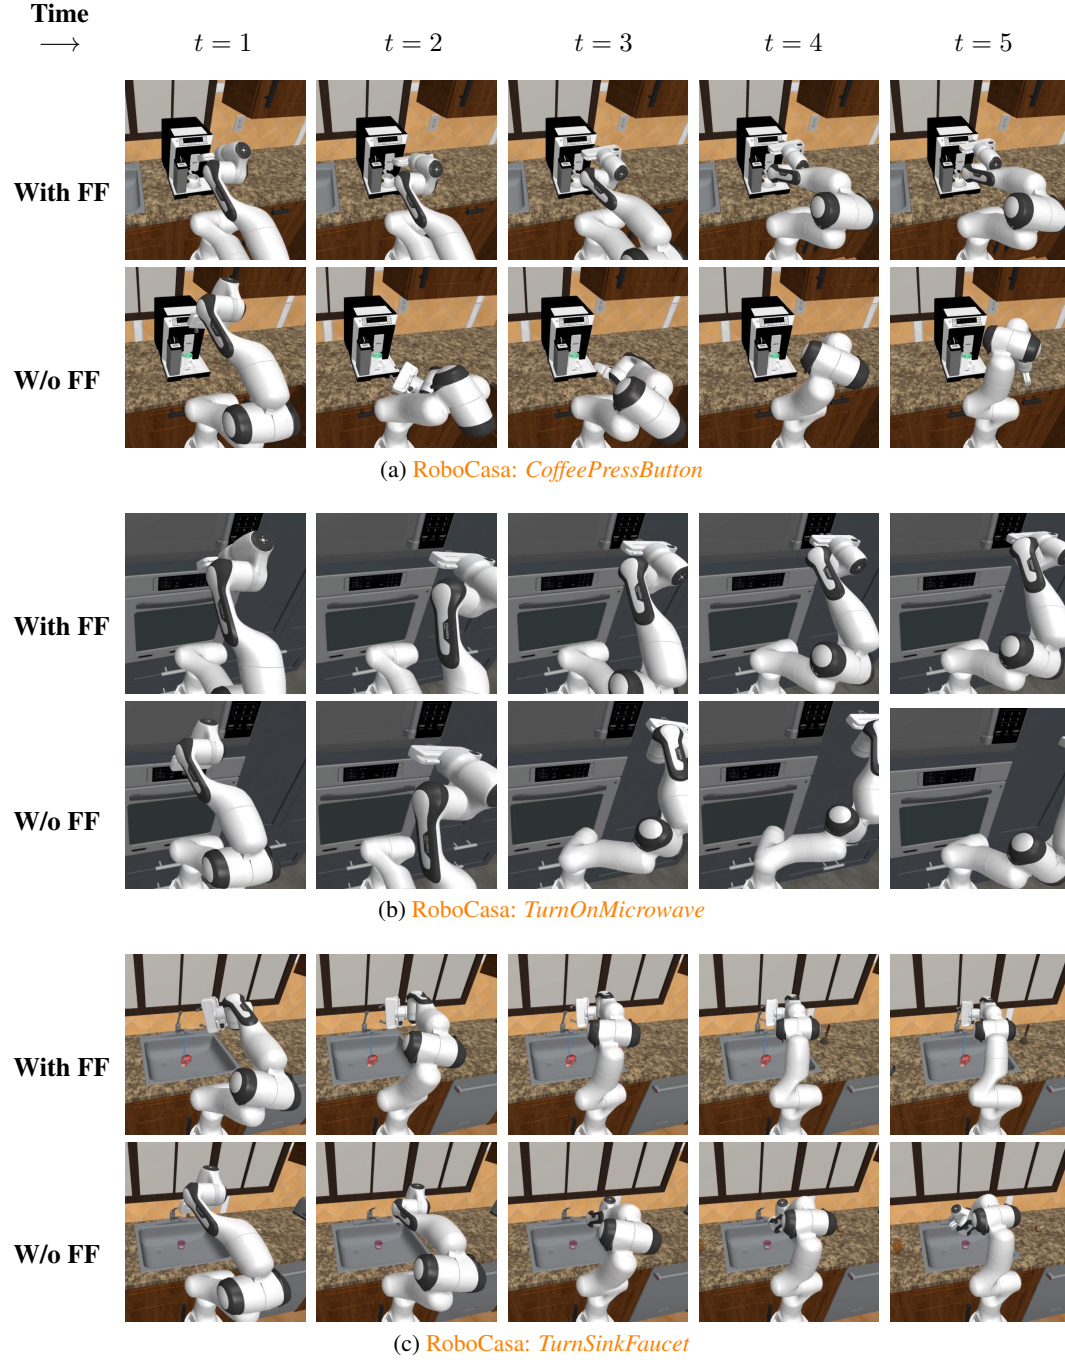 Time
⟶ t = 1 t = 2 t = 3 t = 4 t = 5
With FF
W/o FF
(a) RoboCasa: CoffeePressButton
With FF
W/o FF
(b) RoboCasa: TurnOnMicrowave
With FF
W/o FF
(c) RoboCasa: TurnSinkFaucet